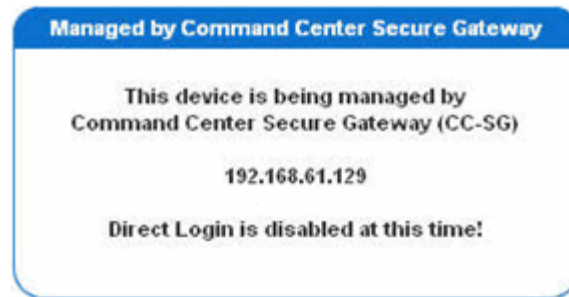 Managed by Command Center Secure Gateway
This device is being managed by
Command Center Secure Gateway (CC-SG)
192.168.61.129
Direct Login is disabled at this time!